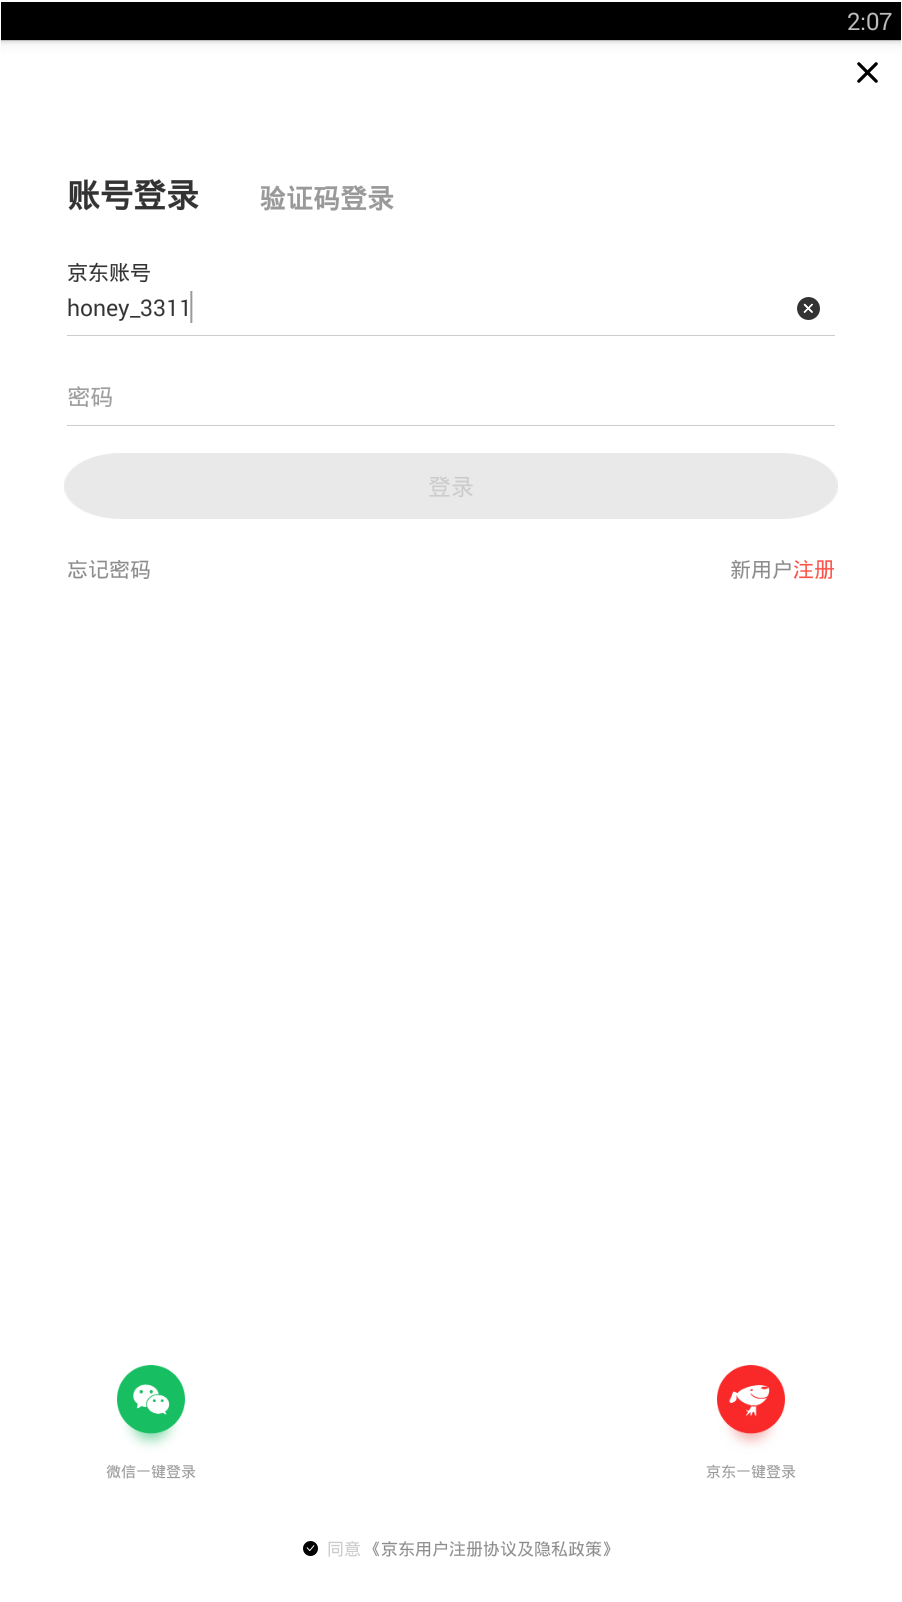 2:07
账号登录 验证码登录
京东账号
honey_3311
密码
登录
忘记密码 新用户注册
微信一键登录 京东一键登录
同意《京东用户注册协议及隐私政策》